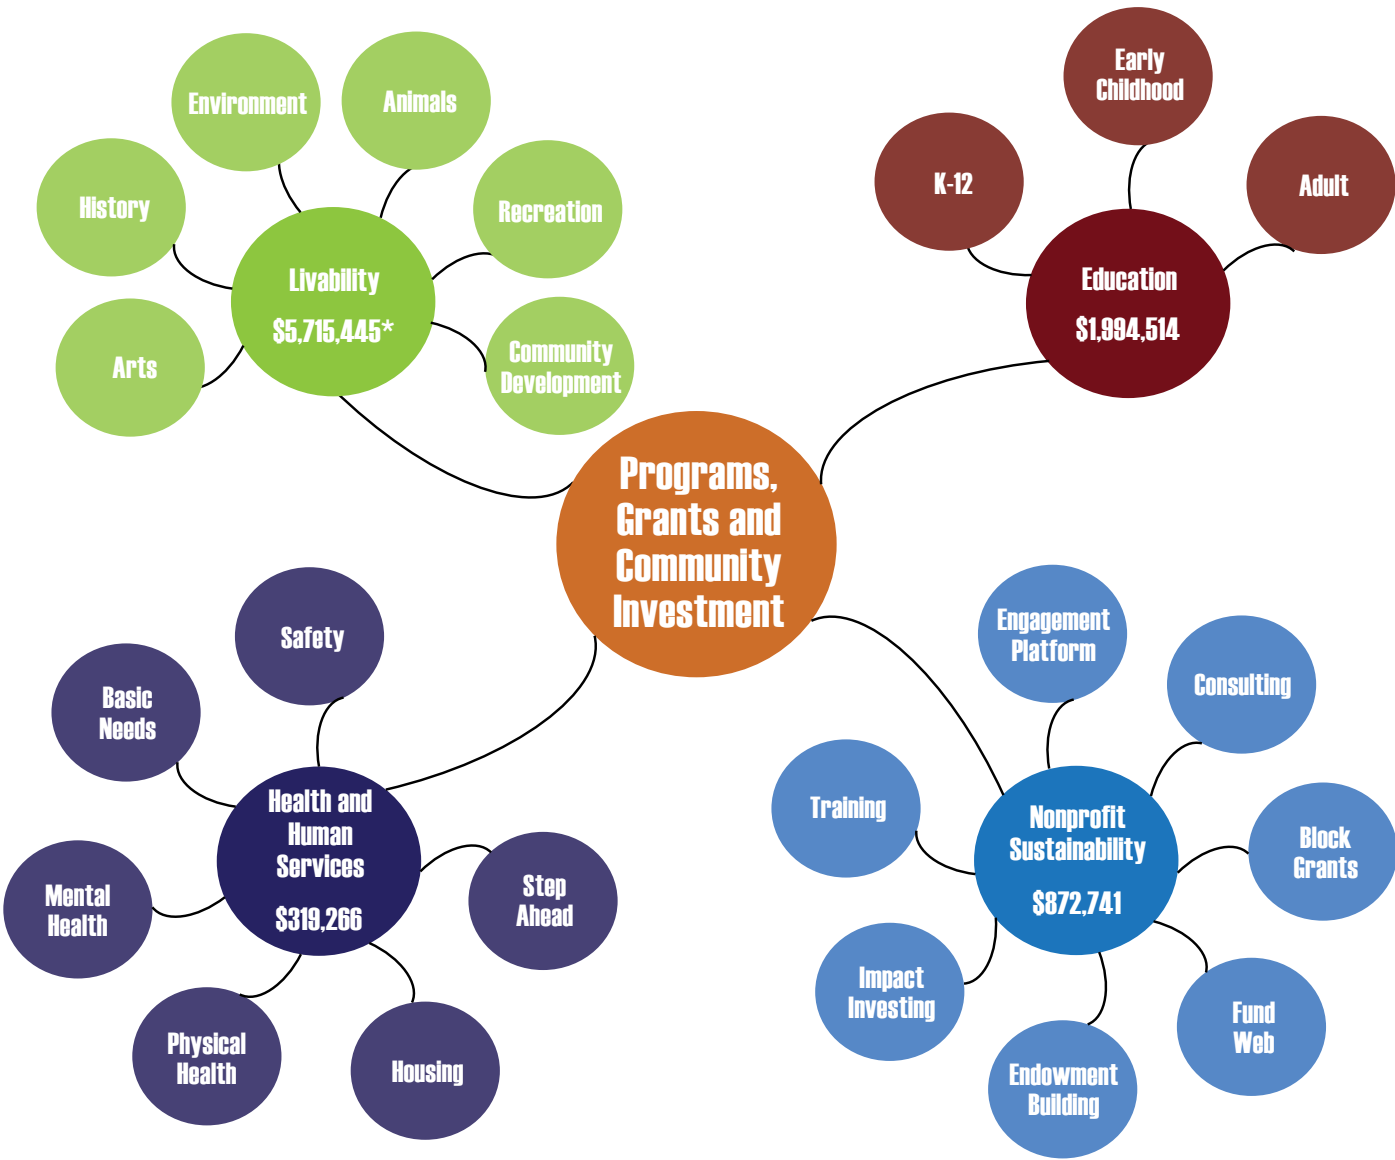 Environment
Animals
History
Recreation
Livability
$5,715,445*
Arts
Community
Development
Early
Childhood
K-12
Adult
Education
$1,994,514
Programs,
Grants and
Community
Investment
Safety
Basic
Needs
Health and
Human
Services
$319,266
Mental
Health
Step
Ahead
Physical
Health
Housing
Engagement
Platform
Consulting
Training
Nonprofit
Sustainability
$872,741
Block
Grants
Impact
Investing
Fund
Web
Endowment
Building